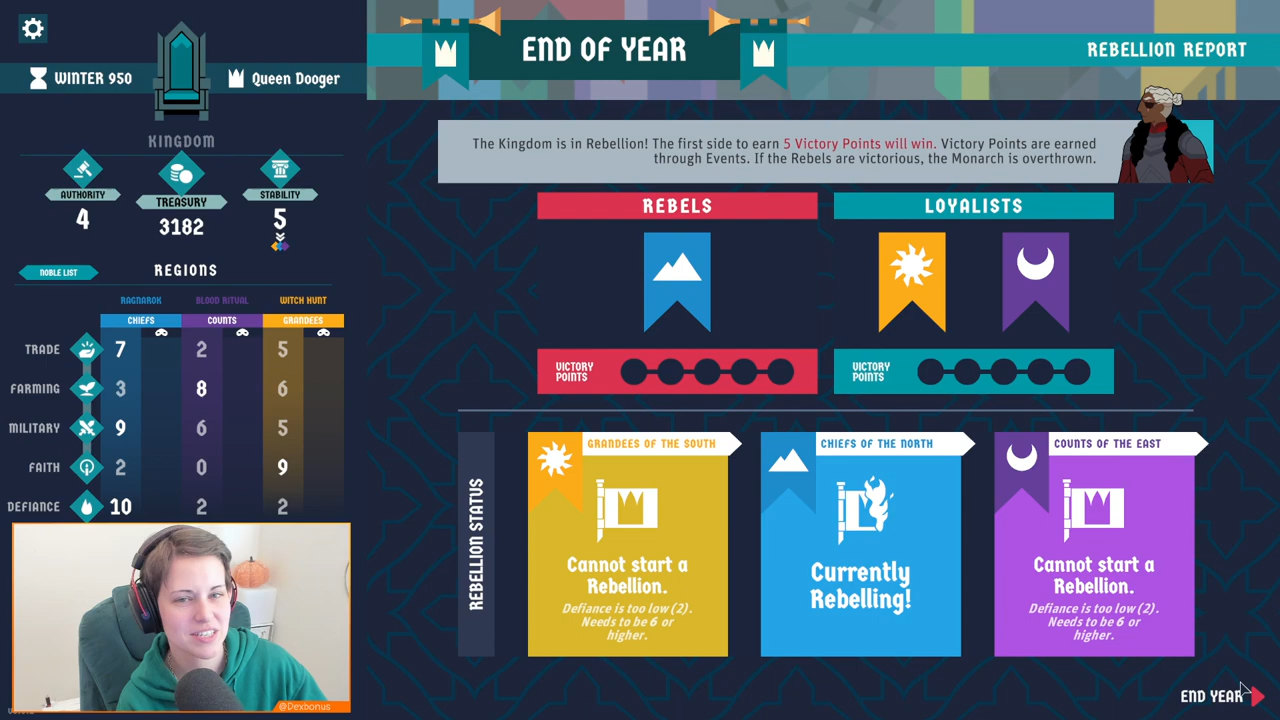 WINTER 950
Queen Dooger
KINGDOM
AUTHORITY
TREASURY
STABILITY
4
3182
5
NOBLE LIST
REGIONS
RAGNAROK
BLOOD RITUAL
WITCH HUNT
CHIEFS
COUNTS
GRANDEES
TRADE 7 2 5
FARMING 3 8 6
MILITARY 9 6 5
FAITH 2 0 9
DEFIANCE 10 2 2
@Dexbonus
END OF YEAR
REBELLION REPORT
The Kingdom is in Rebellion! The first side to earn 5 Victory Points will win. Victory Points are earned
through Events. If the Rebels are victorious, the Monarch is overthrown.
REBELS
LOYALISTS
VICTORY
POINTS
VICTORY
POINTS
REBELLION STATUS
GRANDEES OF THE SOUTH
Cannot start a
Rebellion.
Defiance is too low (2).
Needs to be 6 or
higher.
CHIEFS OF THE NORTH
Currently
Rebelling!
COUNTS OF THE EAST
Cannot start a
Rebellion.
Defiance is too low (2).
Needs to be 6 or
higher.
END YEAR